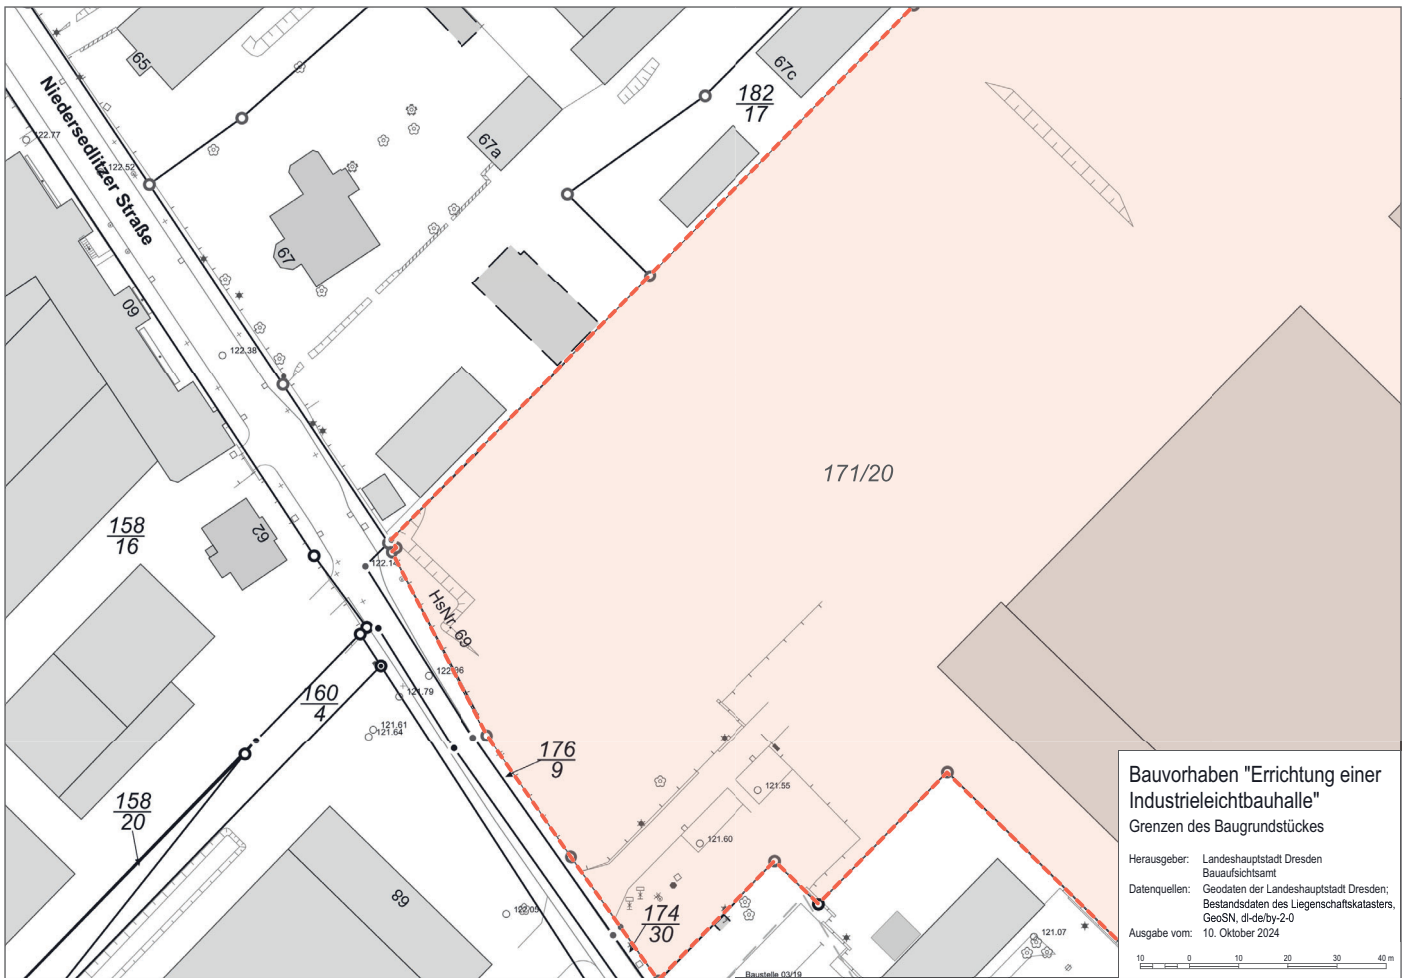 65
67c
182
17
122.77
67a
122.52
Niedersedlitzer Straße
67
60
122.38
171/20
158
16
62
122.14
HsNr. 69
122.06
121.79
160
4
121.61
121.64
176
9
121.55
158
20
121.60
68
122.05
174
30
121.07
Baustelle 03/19
Bauvorhaben "Errichtung einer
Industrieleichtbauhalle"
Grenzen des Baugrundstückes
Herausgeber: Landeshauptstadt Dresden
Bauaufsichtsamt
Datenquellen: Geodaten der Landeshauptstadt Dresden;
Bestandsdaten des Liegenschaftskatasters,
GeoSN, dl-de/by-2-0
Ausgabe vom: 10. Oktober 2024
10 0 10 20 30 40 m